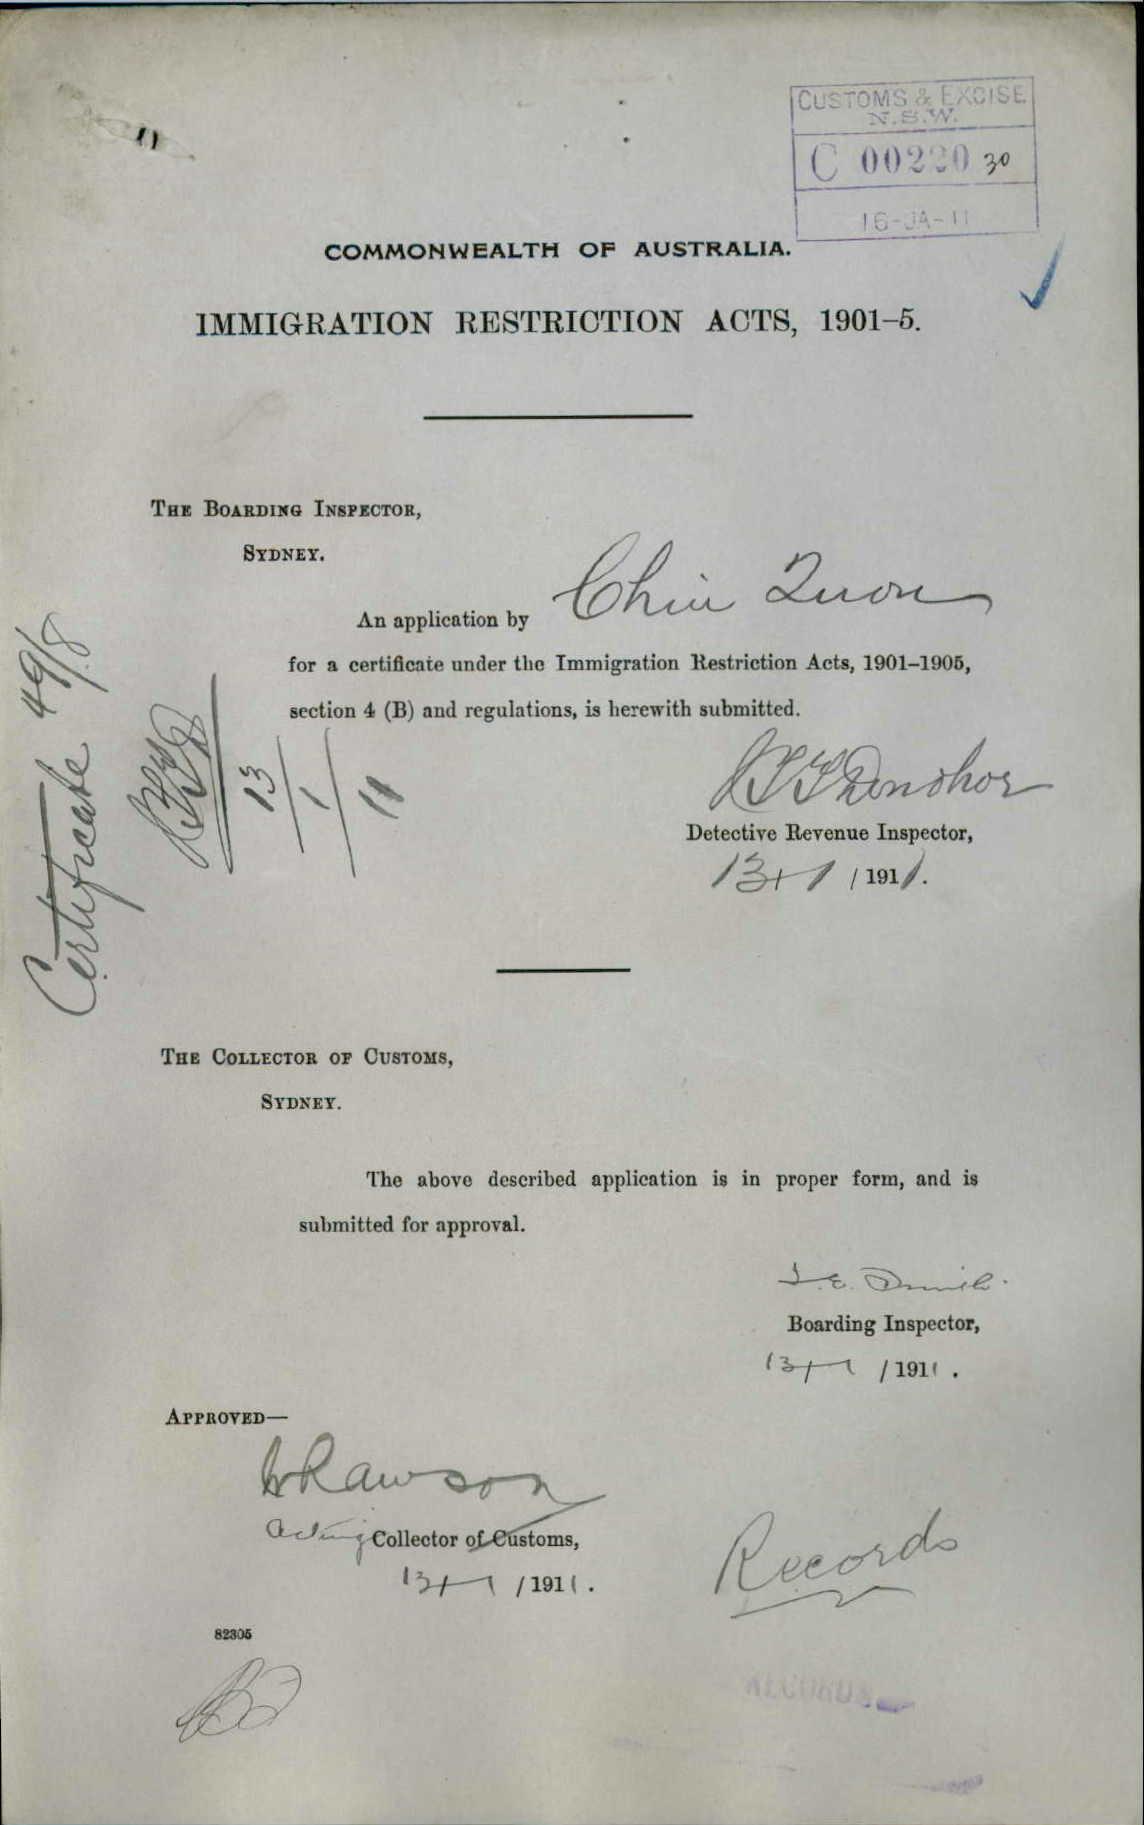 CUSTOMS & EXCISE
N.S.W.
C 00220 30
16-JA-11
COMMONWEALTH OF AUSTRALIA.
IMMIGRATION RESTRICTION ACTS, 1901-5.
THE BOARDING INSPECTOR,
SYDNEY.
An application by Chin Quon
for a certificate under the Immigration Restriction Acts, 1901-1905,
section 4 (B) and regulations, is herewith submitted.
Certificate 49/8
13/1/11
Donohoe
Detective Revenue Inspector,
13/1/1911.
THE COLLECTOR OF CUSTOMS,
SYDNEY.
The above described application is in proper form, and is
submitted for approval.
Boarding Inspector,
13/1/1911.
APPROVED—
Rawson
Acting Collector of Customs,
13/1/1911.
Records
82305
RECORDS